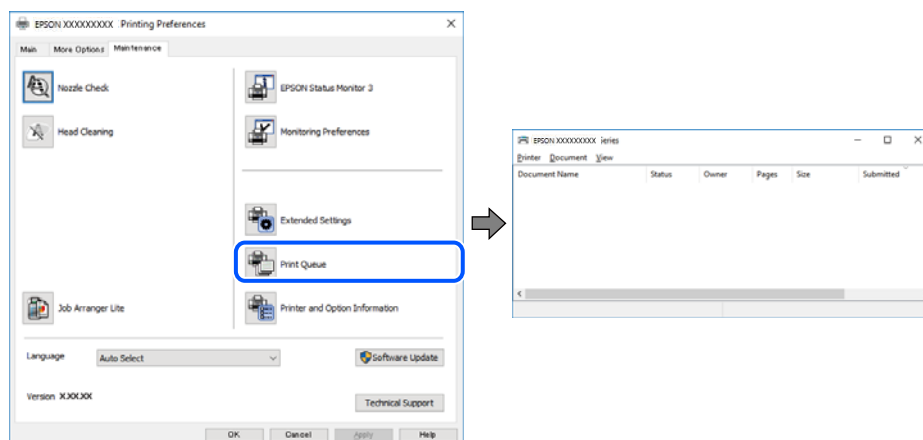 EPSON XXXXXXXXX Printing Preferences
Main More Options Maintenance
Nozzle Check
EPSON Status Monitor 3
Head Cleaning
Monitoring Preferences
Extended Settings
Print Queue
Job Arranger Lite
Printer and Option Information
Language Auto Select
Software Update
Version X.XX.XX
Technical Support
OK Cancel Apply Help
EPSON XXXXXXXXX ieries
Printer Document View
Document Name Status Owner Pages Size Submitted